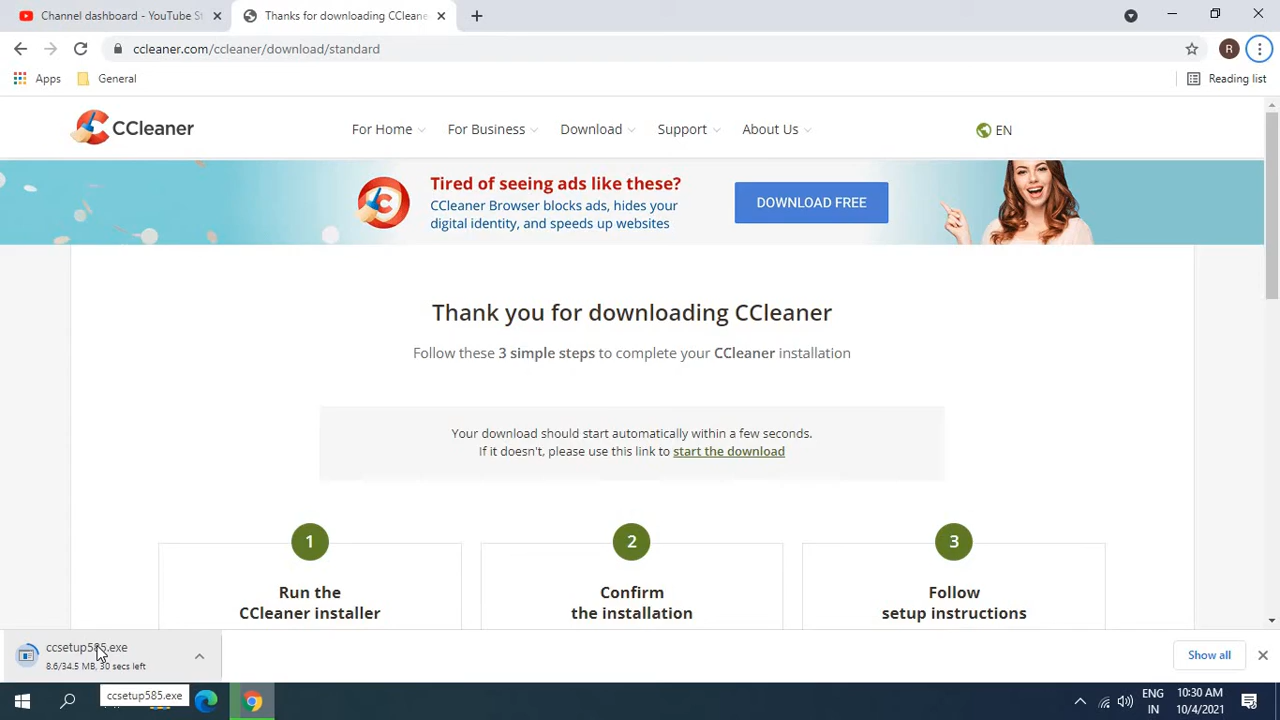 Channel dashboard - YouTube St
Thanks for downloading CCleane
ccleaner.com/ccleaner/download/standard
R
Apps
General
Reading list
CCleaner
For Home
For Business
Download
Support
About Us
EN
Tired of seeing ads like these?
CCleaner Browser blocks ads, hides your
digital identity, and speeds up websites
DOWNLOAD FREE
Thank you for downloading CCleaner
Follow these 3 simple steps to complete your CCleaner installation
Your download should start automatically within a few seconds.
If it doesn't, please use this link to start the download
1
2
3
Run the
CCleaner installer
Confirm
the installation
Follow
setup instructions
ccsetup585.exe
8.6/34.5 MB, 30 secs left
Show all
ccsetup585.exe
ENG
IN
10:30 AM
10/4/2021